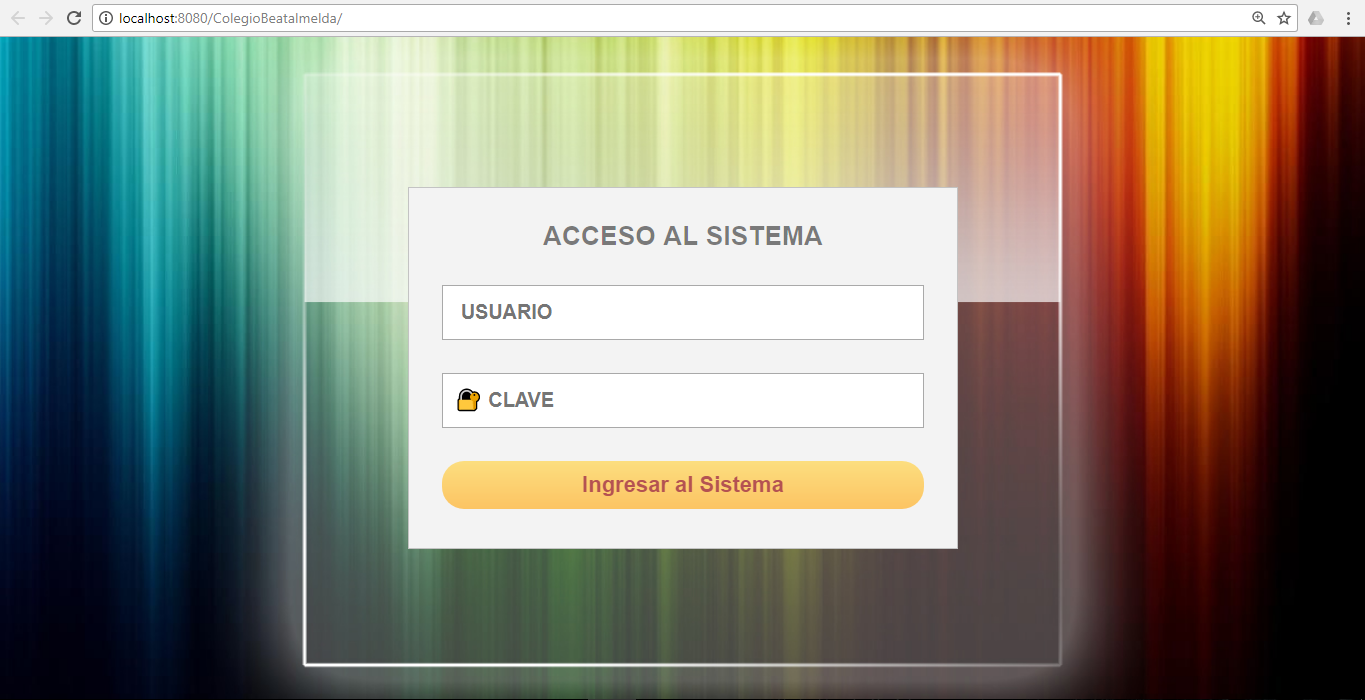 localhost:8080/ColegioBeataImelda/
ACCESO AL SISTEMA
USUARIO
CLAVE
Ingresar al Sistema